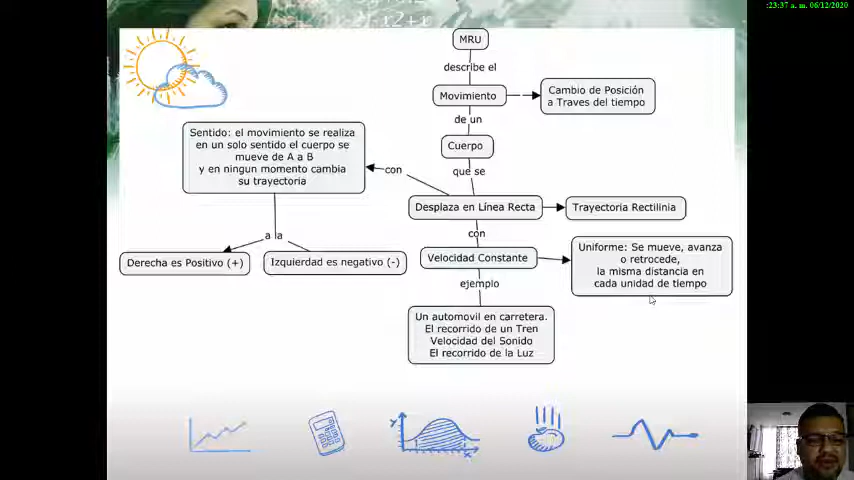 :23:37 a. m. 06/12/2020
r2+x
MRU
describe el
Movimiento
Cambio de Posición
a Traves del tiempo
de un
Cuerpo
que se
Sentido: el movimiento se realiza
en un solo sentido el cuerpo se
mueve de A a B
y en ningun momento cambia
su trayectoria
con
Desplaza en Línea Recta
Trayectoria Rectilinia
a la
Derecha es Positivo (+)
Izquierdad es negativo (-)
con
Velocidad Constante
Uniforme: Se mueve, avanza
o retrocede,
la misma distancia en
cada unidad de tiempo
ejemplo
Un automovil en carretera.
El recorrido de un Tren
Velocidad del Sonido
El recorrido de la Luz
Y
X